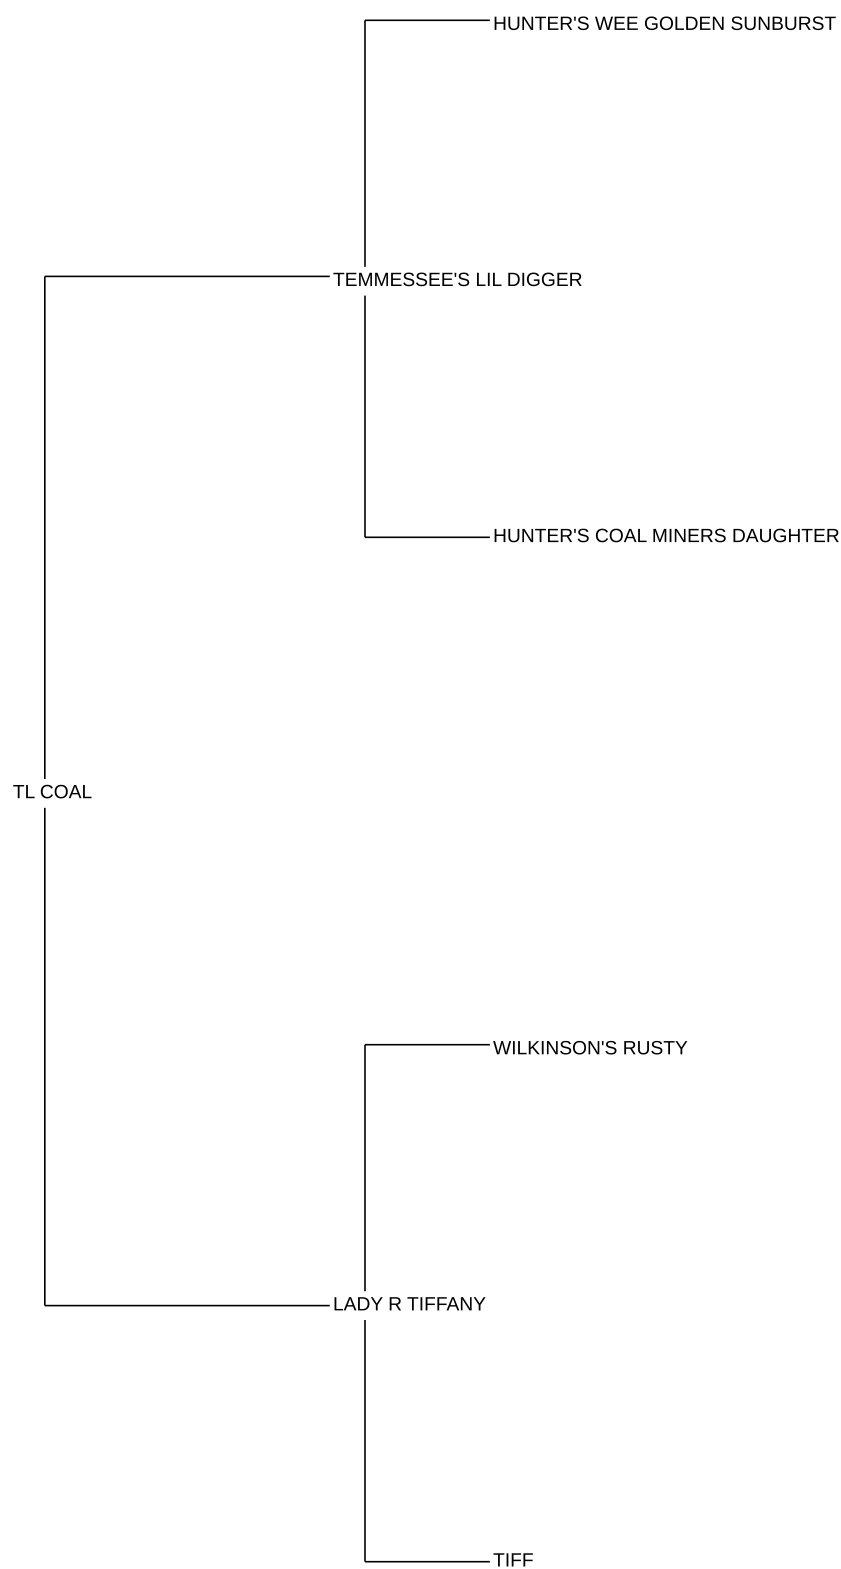 HUNTER'S WEE GOLDEN SUNBURST
TEMMESSEE'S LIL DIGGER
HUNTER'S COAL MINERS DAUGHTER
TL COAL
WILKINSON'S RUSTY
LADY R TIFFANY
TIFF